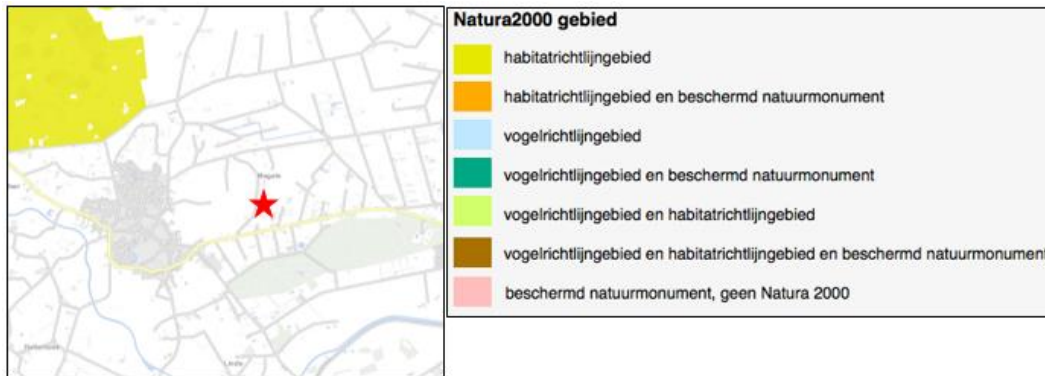 Natura2000 gebied
habitatrichtlijngebied
habitatrichtlijngebied en beschermd natuurmonument
vogelrichtlijngebied
vogelrichtlijngebied en beschermd natuurmonument
vogelrichtlijngebied en habitatrichtlijngebied
vogelrichtlijngebied en habitatrichtlijngebied en beschermd natuurmonument
beschermd natuurmonument, geen Natura 2000